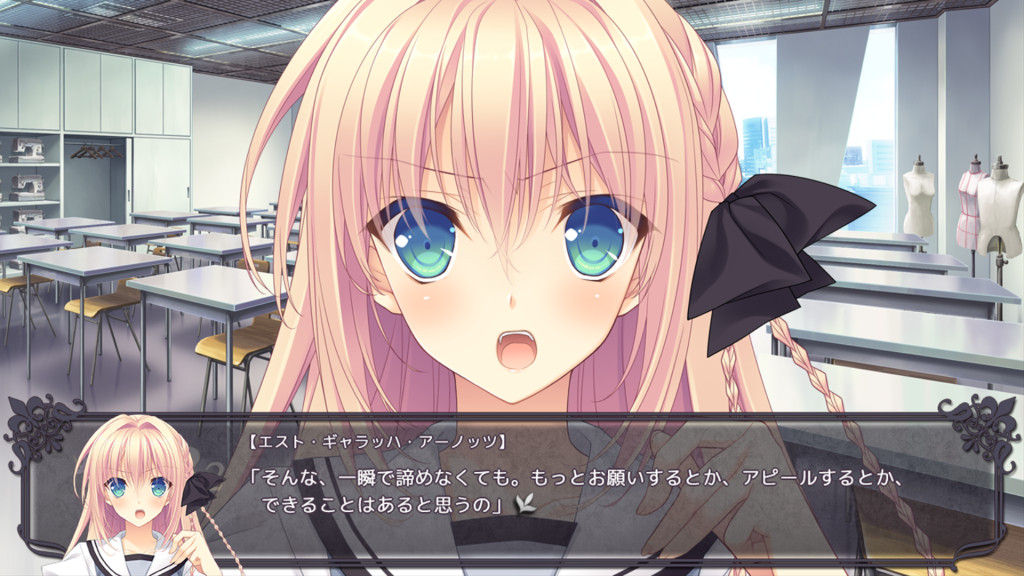 【エスト・ギャラッハ・アーノッツ】
「そんな、一瞬で諦めなくても。もっとお願いするとか、アピールするとか、
できることはあると思うの」